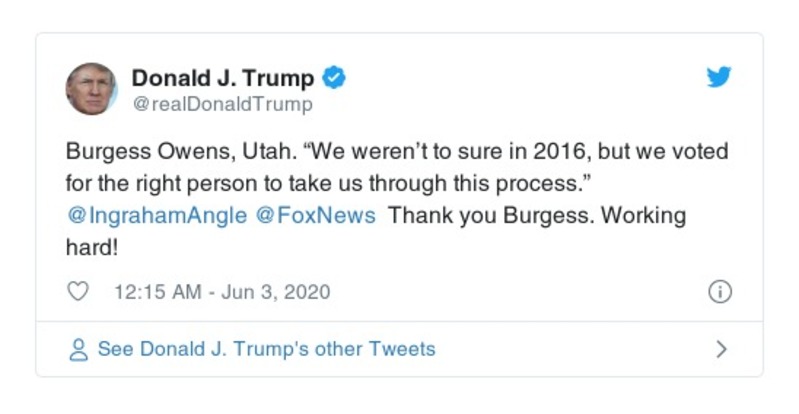 Donald J. Trump
@realDonaldTrump
Burgess Owens, Utah. “We weren’t to sure in 2016, but we voted
for the right person to take us through this process.”
@IngrahamAngle @FoxNews Thank you Burgess. Working
hard!
12:15 AM - Jun 3, 2020
See Donald J. Trump's other Tweets